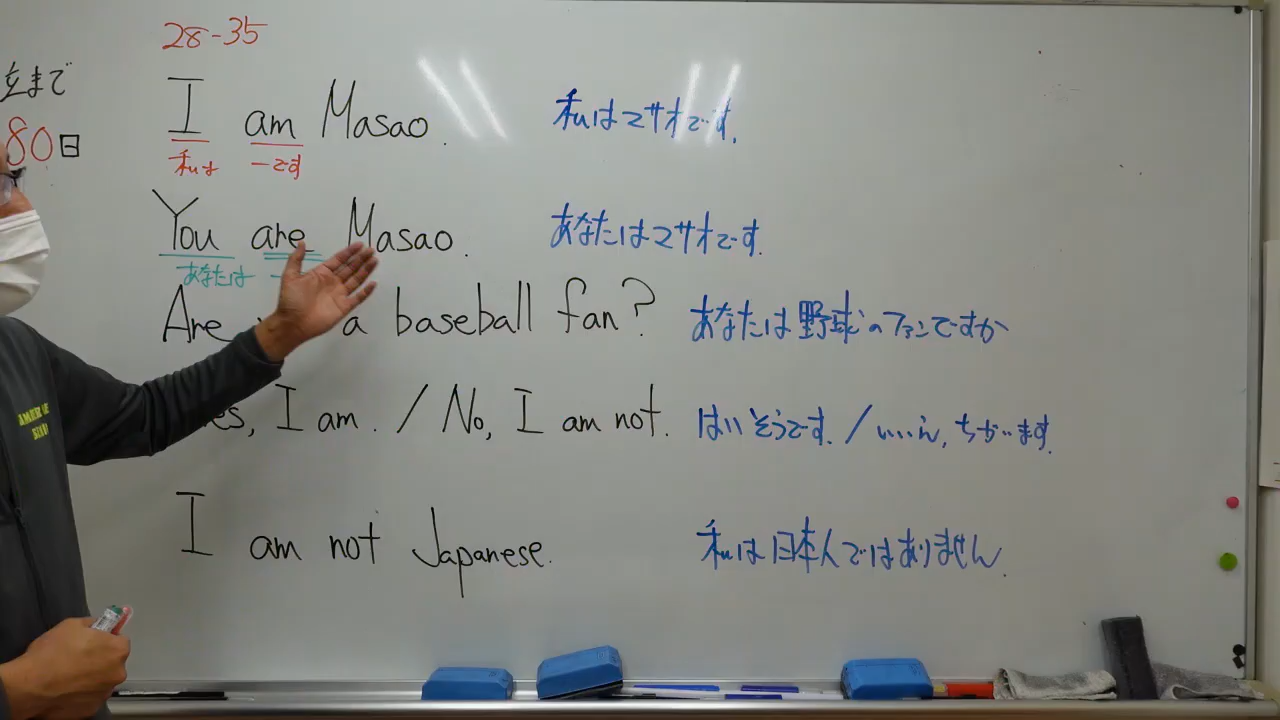 28-35
立まで
80日
I am Masao. 私はマサオです.
私は ーです
You are Masao. あなたはマサオです.
あなたは
Are a baseball fan? あなたは野球のファンですか
I am. / No, I am not. はいそうです. / いいえ, ちがいます.
I am not Japanese. 私は日本人ではありません.